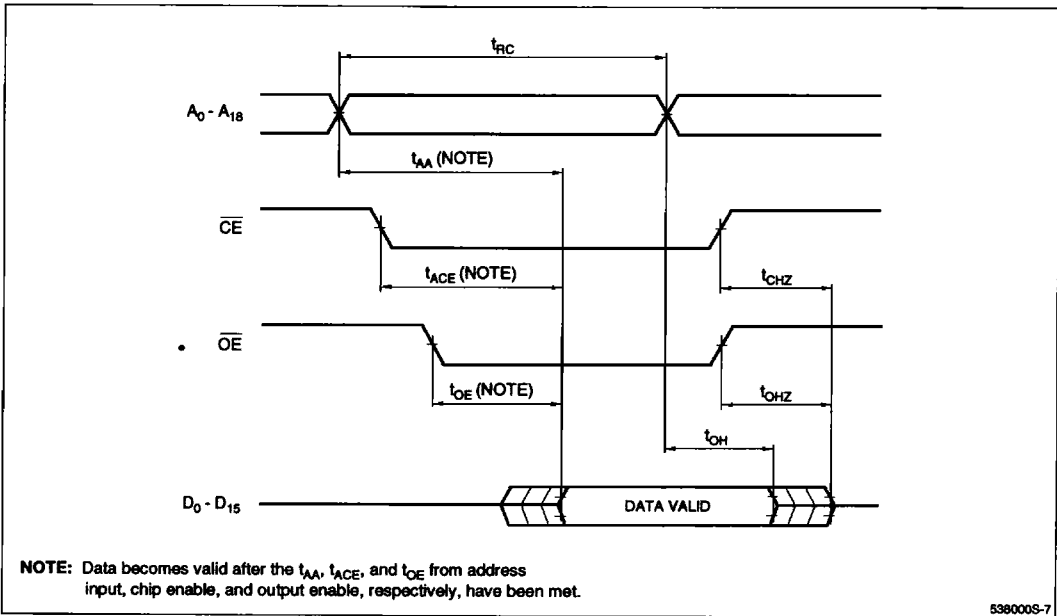 tRC
A0 - A18
tAA (NOTE)
CE
tACE (NOTE)
tCHZ
OE
tOE (NOTE)
tOHZ
tOH
D0 - D15
DATA VALID
NOTE: Data becomes valid after the tAA, tACE, and tOE from address
input, chip enable, and output enable, respectively, have been met.
538000S-7